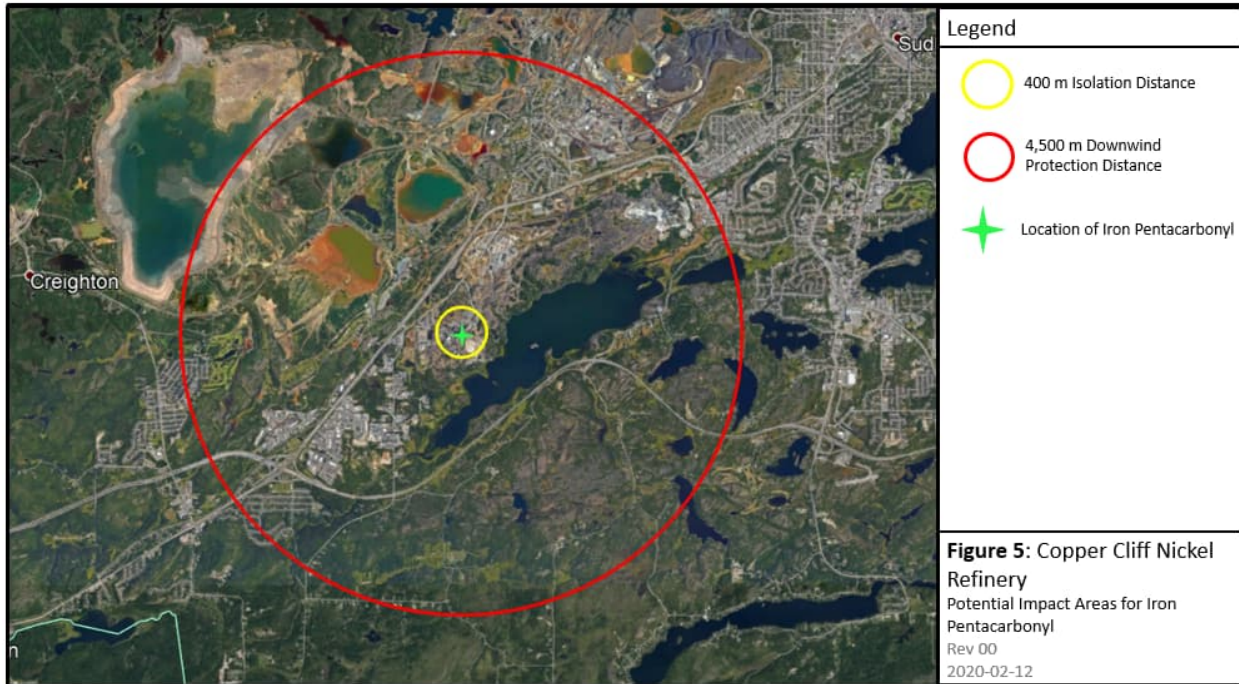 Sud
Creighton
n
Legend
400 m Isolation Distance
4,500 m Downwind
Protection Distance
Location of Iron Pentacarbonyl
Figure 5: Copper Cliff Nickel
Refinery
Potential Impact Areas for Iron
Pentacarbonyl
Rev 00
2020-02-12